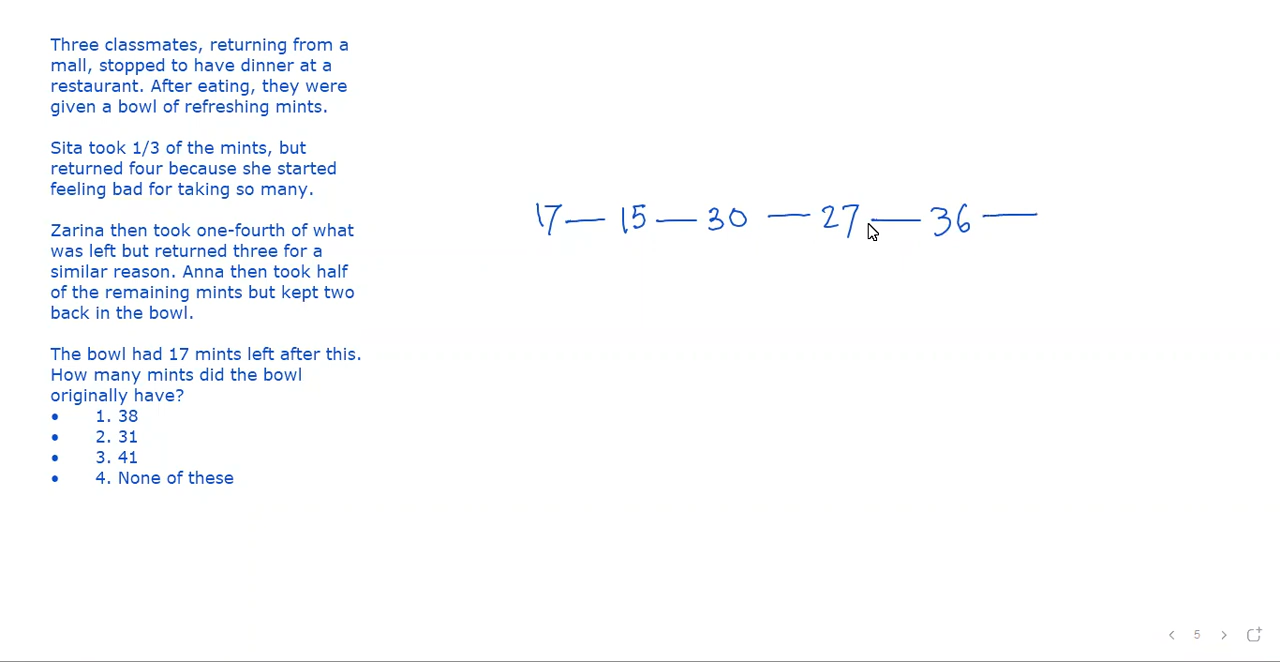 Three classmates, returning from a
mall, stopped to have dinner at a
restaurant. After eating, they were
given a bowl of refreshing mints.
Sita took 1/3 of the mints, but
returned four because she started
feeling bad for taking so many.
Zarina then took one-fourth of what
was left but returned three for a
similar reason. Anna then took half
of the remaining mints but kept two
back in the bowl.
The bowl had 17 mints left after this.
How many mints did the bowl
originally have?
• 1. 38
• 2. 31
• 3. 41
• 4. None of these
17 — 15 — 30 — 27 — 36 —
5